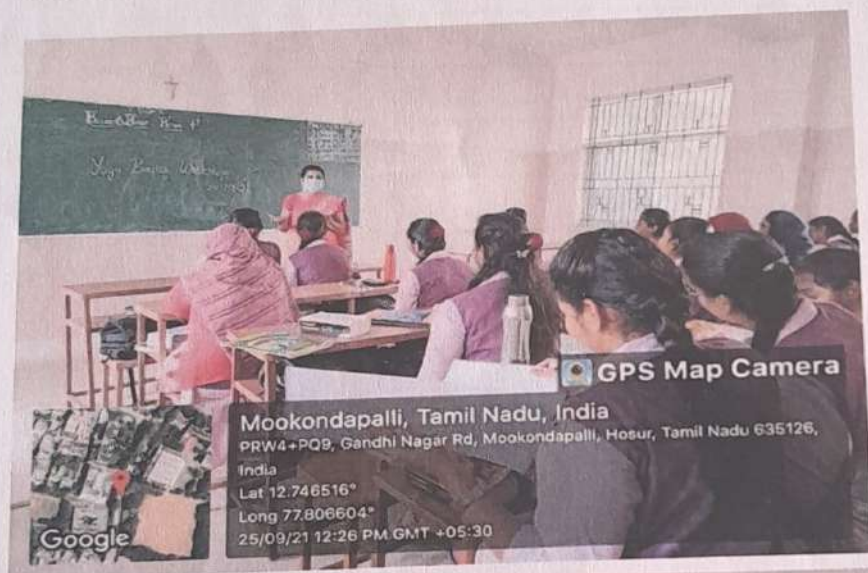 GPS Map Camera
Mookondapalli, Tamil Nadu, India
PRW4+PQ9, Gandhi Nagar Rd, Mookondapalli, Hosur, Tamil Nadu 635126,
India
Lat 12.746516°
Long 77.806604°
25/09/21 12:26 PM GMT +05:30
Google